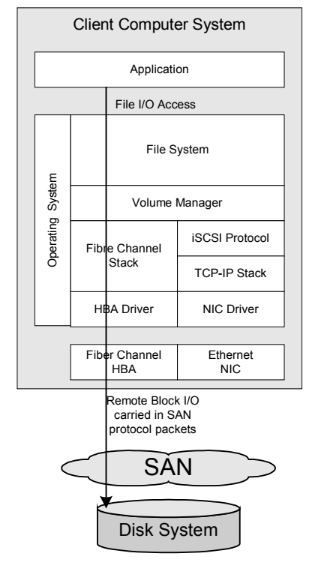 Client Computer System
Application
File I/O Access
Operating System
File System
Volume Manager
Fibre Channel
Stack
iSCSI Protocol
TCP-IP Stack
HBA Driver
NIC Driver
Fiber Channel
HBA
Ethernet
NIC
Remote Block I/O
carried in SAN
protocol packets
SAN
Disk System